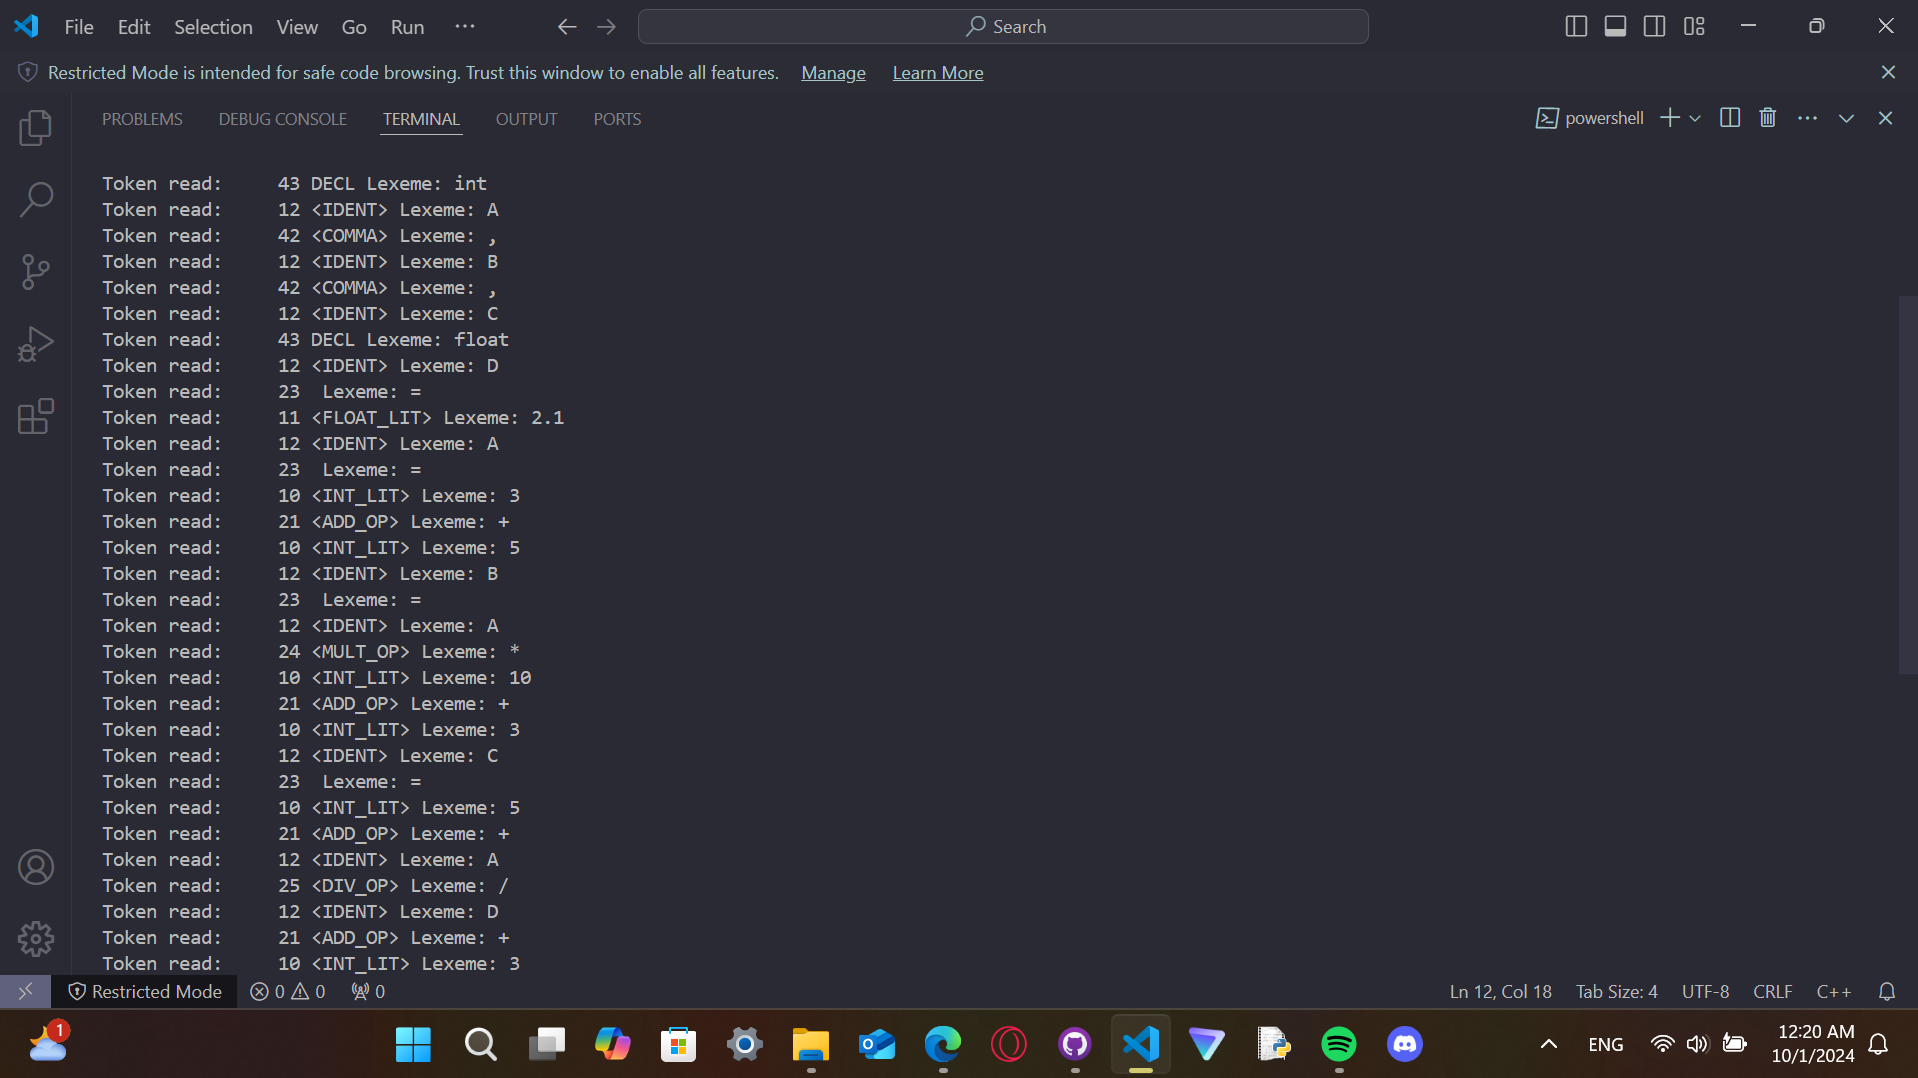 File Edit Selection View Go Run ··· Search
Restricted Mode is intended for safe code browsing. Trust this window to enable all features. Manage Learn More
PROBLEMS DEBUG CONSOLE TERMINAL OUTPUT PORTS powershell
Token read: 43 DECL Lexeme: int
Token read: 12 <IDENT> Lexeme: A
Token read: 42 <COMMA> Lexeme: ,
Token read: 12 <IDENT> Lexeme: B
Token read: 42 <COMMA> Lexeme: ,
Token read: 12 <IDENT> Lexeme: C
Token read: 43 DECL Lexeme: float
Token read: 12 <IDENT> Lexeme: D
Token read: 23 Lexeme: =
Token read: 11 <FLOAT_LIT> Lexeme: 2.1
Token read: 12 <IDENT> Lexeme: A
Token read: 23 Lexeme: =
Token read: 10 <INT_LIT> Lexeme: 3
Token read: 21 <ADD_OP> Lexeme: +
Token read: 10 <INT_LIT> Lexeme: 5
Token read: 12 <IDENT> Lexeme: B
Token read: 23 Lexeme: =
Token read: 12 <IDENT> Lexeme: A
Token read: 24 <MULT_OP> Lexeme: *
Token read: 10 <INT_LIT> Lexeme: 10
Token read: 21 <ADD_OP> Lexeme: +
Token read: 10 <INT_LIT> Lexeme: 3
Token read: 12 <IDENT> Lexeme: C
Token read: 23 Lexeme: =
Token read: 10 <INT_LIT> Lexeme: 5
Token read: 21 <ADD_OP> Lexeme: +
Token read: 12 <IDENT> Lexeme: A
Token read: 25 <DIV_OP> Lexeme: /
Token read: 12 <IDENT> Lexeme: D
Token read: 21 <ADD_OP> Lexeme: +
Token read: 10 <INT_LIT> Lexeme: 3
Restricted Mode 0 0 0 Ln 12, Col 18 Tab Size: 4 UTF-8 CRLF C++
1 ENG 12:20 AM
10/1/2024